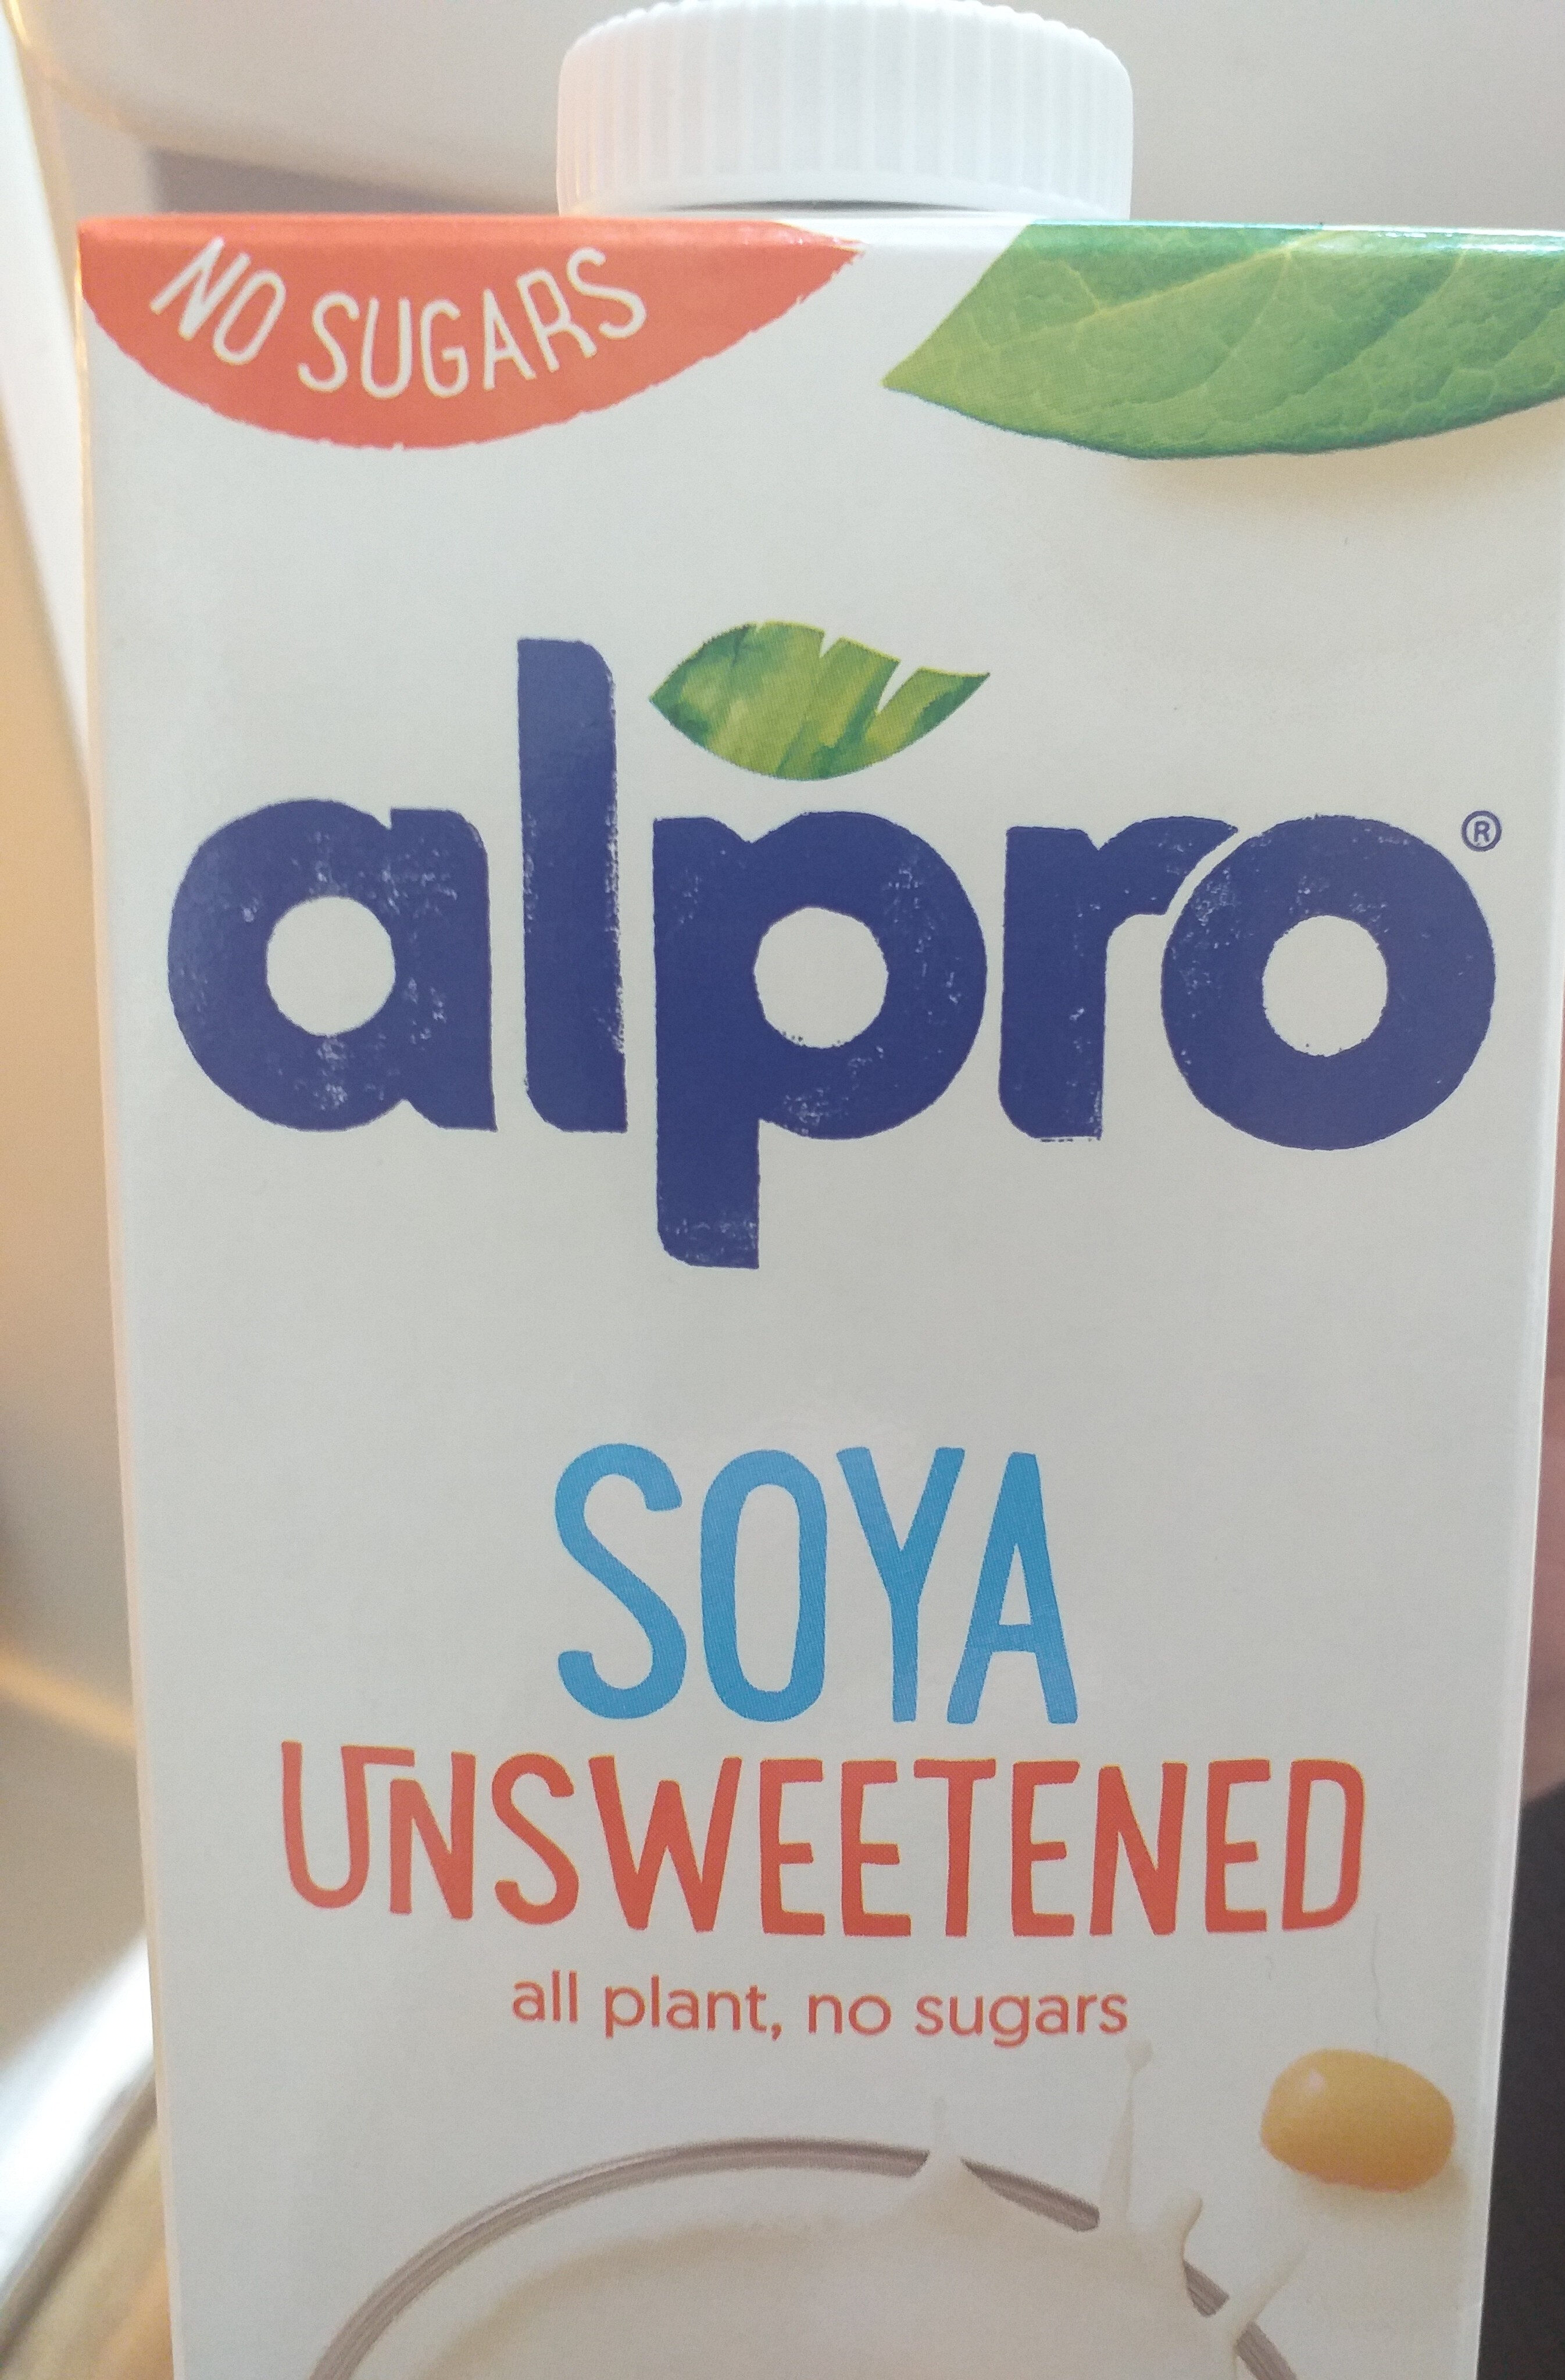 NO SUGARS
alpro®
SOYA
UNSWEETENED
all plant, no sugars